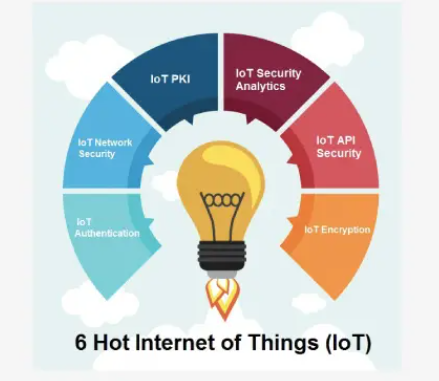 IoT PKI
IoT Security
Analytics
IoT Network
Security
IoT API
Security
IoT
Authentication
IoT Encryption
6 Hot Internet of Things (IoT)